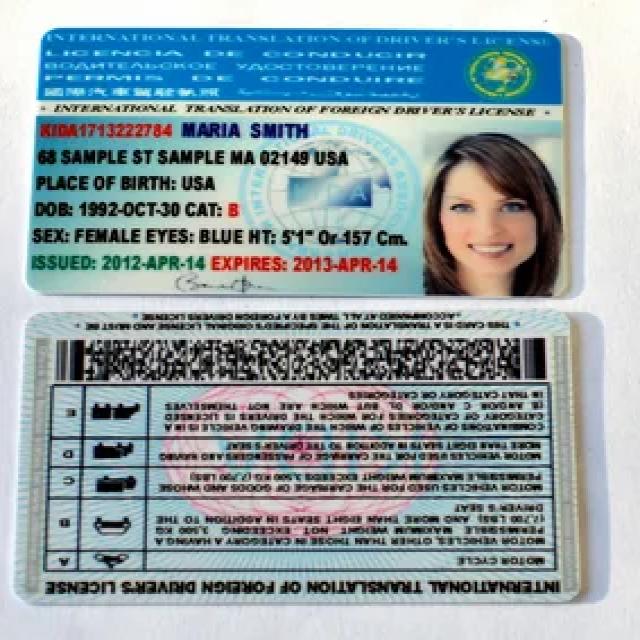 INTERNATIONAL TRANSLATION OF DRIVER'S LICENSE
LICENCIA DE CONDUCIR
ВОДИТЕЛЬСКОЕ УДОСТОВЕРЕНИЕ
PERMIS DE CONDUIRE
國際汽車駕駛執照
• INTERNATIONAL TRANSLATION OF FOREIGN DRIVER'S LICENSE •
KIDA1713222784 MARIA SMITH
68 SAMPLE ST SAMPLE MA 02149 USA
PLACE OF BIRTH: USA
DOB: 1992-OCT-30 CAT: B
SEX: FEMALE EYES: BLUE HT: 5'1" Or 157 Cm.
ISSUED: 2012-APR-14 EXPIRES: 2013-APR-14
INTERNATIONAL TRANSLATION OF FOREIGN DRIVER'S LICENSE
A MOTOR CYCLE
B MOTOR VEHICLES, OTHER THAN THOSE IN CATEGORY A HAVING A
PERMISSIBLE MAXIMUM WEIGHT NOT EXCEEDING 3,500 KG
(7,700 LBS) AND MORE THAN EIGHT SEATS IN ADDITION TO THE
DRIVER'S SEAT
C MOTOR VEHICLES USED FOR THE CARRIAGE OF GOODS AND WHOSE
PERMISSIBLE MAXIMUM WEIGHT EXCEEDS 3,500 KG (7,700 LBS)
D MOTOR VEHICLES USED FOR THE CARRIAGE OF PASSENGERS AND HAVING
MORE THAN EIGHT SEATS IN ADDITION TO THE DRIVER'S SEAT
E COMBINATIONS OF VEHICLES OF WHICH THE DRAWING VEHICLE IS IN A
CATEGORY OR CATEGORIES FOR WHICH THE DRIVER IS LICENSED
(B AND/OR C AND/OR D), BUT WHICH ARE NOT THEMSELVES
IN THAT CATEGORY OR CATEGORIES
• THIS CARD IS A TRANSLATION OF THE SPECIFIER'S ORIGINAL LICENSE AND MUST BE
ACCOMPANIED AT ALL TIMES BY A FOREIGN DRIVER'S LICENSE •